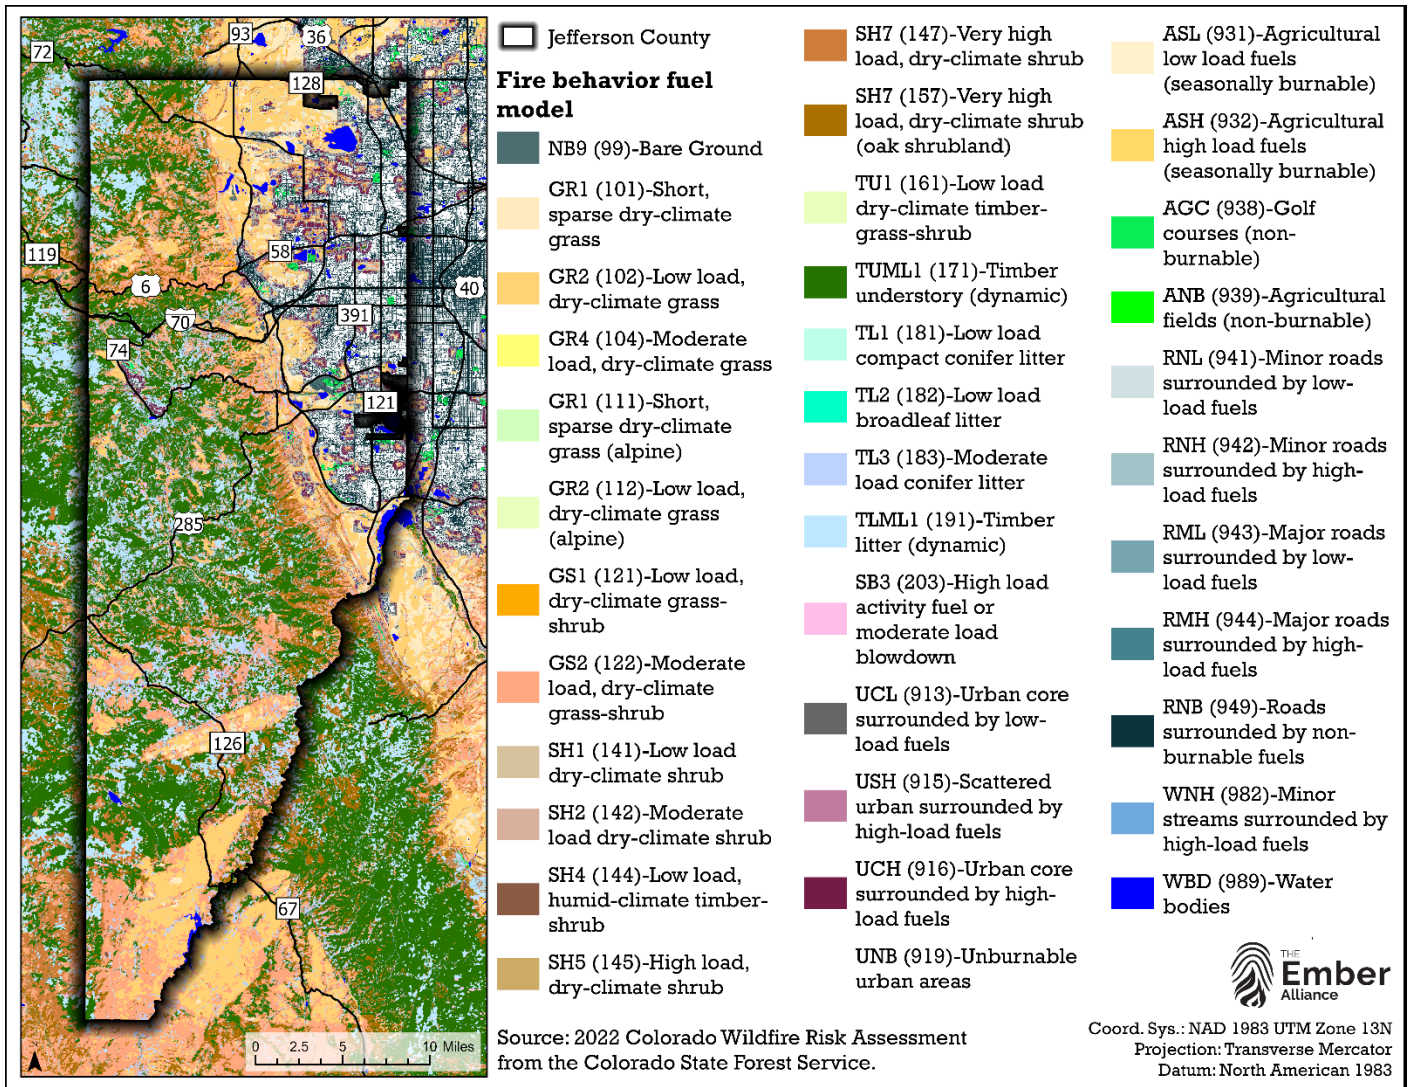 93
36
72
128
119
58
6
40
70
391
74
121
285
126
67
0 2.5 5 10 Miles
Jefferson County
Fire behavior fuel
model
NB9 (99)-Bare Ground
GR1 (101)-Short,
sparse dry-climate
grass
GR2 (102)-Low load,
dry-climate grass
GR4 (104)-Moderate
load, dry-climate grass
GR1 (111)-Short,
sparse dry-climate
grass (alpine)
GR2 (112)-Low load,
dry-climate grass
(alpine)
GS1 (121)-Low load,
dry-climate grass-
shrub
GS2 (122)-Moderate
load, dry-climate
grass-shrub
SH1 (141)-Low load
dry-climate shrub
SH2 (142)-Moderate
load dry-climate shrub
SH4 (144)-Low load,
humid-climate timber-
shrub
SH5 (145)-High load,
dry-climate shrub
SH7 (147)-Very high
load, dry-climate shrub
SH7 (157)-Very high
load, dry-climate shrub
(oak shrubland)
TU1 (161)-Low load
dry-climate timber-
grass-shrub
TUML1 (171)-Timber
understory (dynamic)
TL1 (181)-Low load
compact conifer litter
TL2 (182)-Low load
broadleaf litter
TL3 (183)-Moderate
load conifer litter
TLML1 (191)-Timber
litter (dynamic)
SB3 (203)-High load
activity fuel or
moderate load
blowdown
UCL (913)-Urban core
surrounded by low-
load fuels
USH (915)-Scattered
urban surrounded by
high-load fuels
UCH (916)-Urban core
surrounded by high-
load fuels
UNB (919)-Unburnable
urban areas
ASL (931)-Agricultural
low load fuels
(seasonally burnable)
ASH (932)-Agricultural
high load fuels
(seasonally burnable)
AGC (938)-Golf
courses (non-
burnable)
ANB (939)-Agricultural
fields (non-burnable)
RNL (941)-Minor roads
surrounded by low-
load fuels
RNH (942)-Minor roads
surrounded by high-
load fuels
RML (943)-Major roads
surrounded by low-
load fuels
RMH (944)-Major roads
surrounded by high-
load fuels
RNB (949)-Roads
surrounded by non-
burnable fuels
WNH (982)-Minor
streams surrounded by
high-load fuels
WBD (989)-Water
bodies
THE
Ember
Alliance
Source: 2022 Colorado Wildfire Risk Assessment
from the Colorado State Forest Service.
Coord. Sys.: NAD 1983 UTM Zone 13N
Projection: Transverse Mercator
Datum: North American 1983